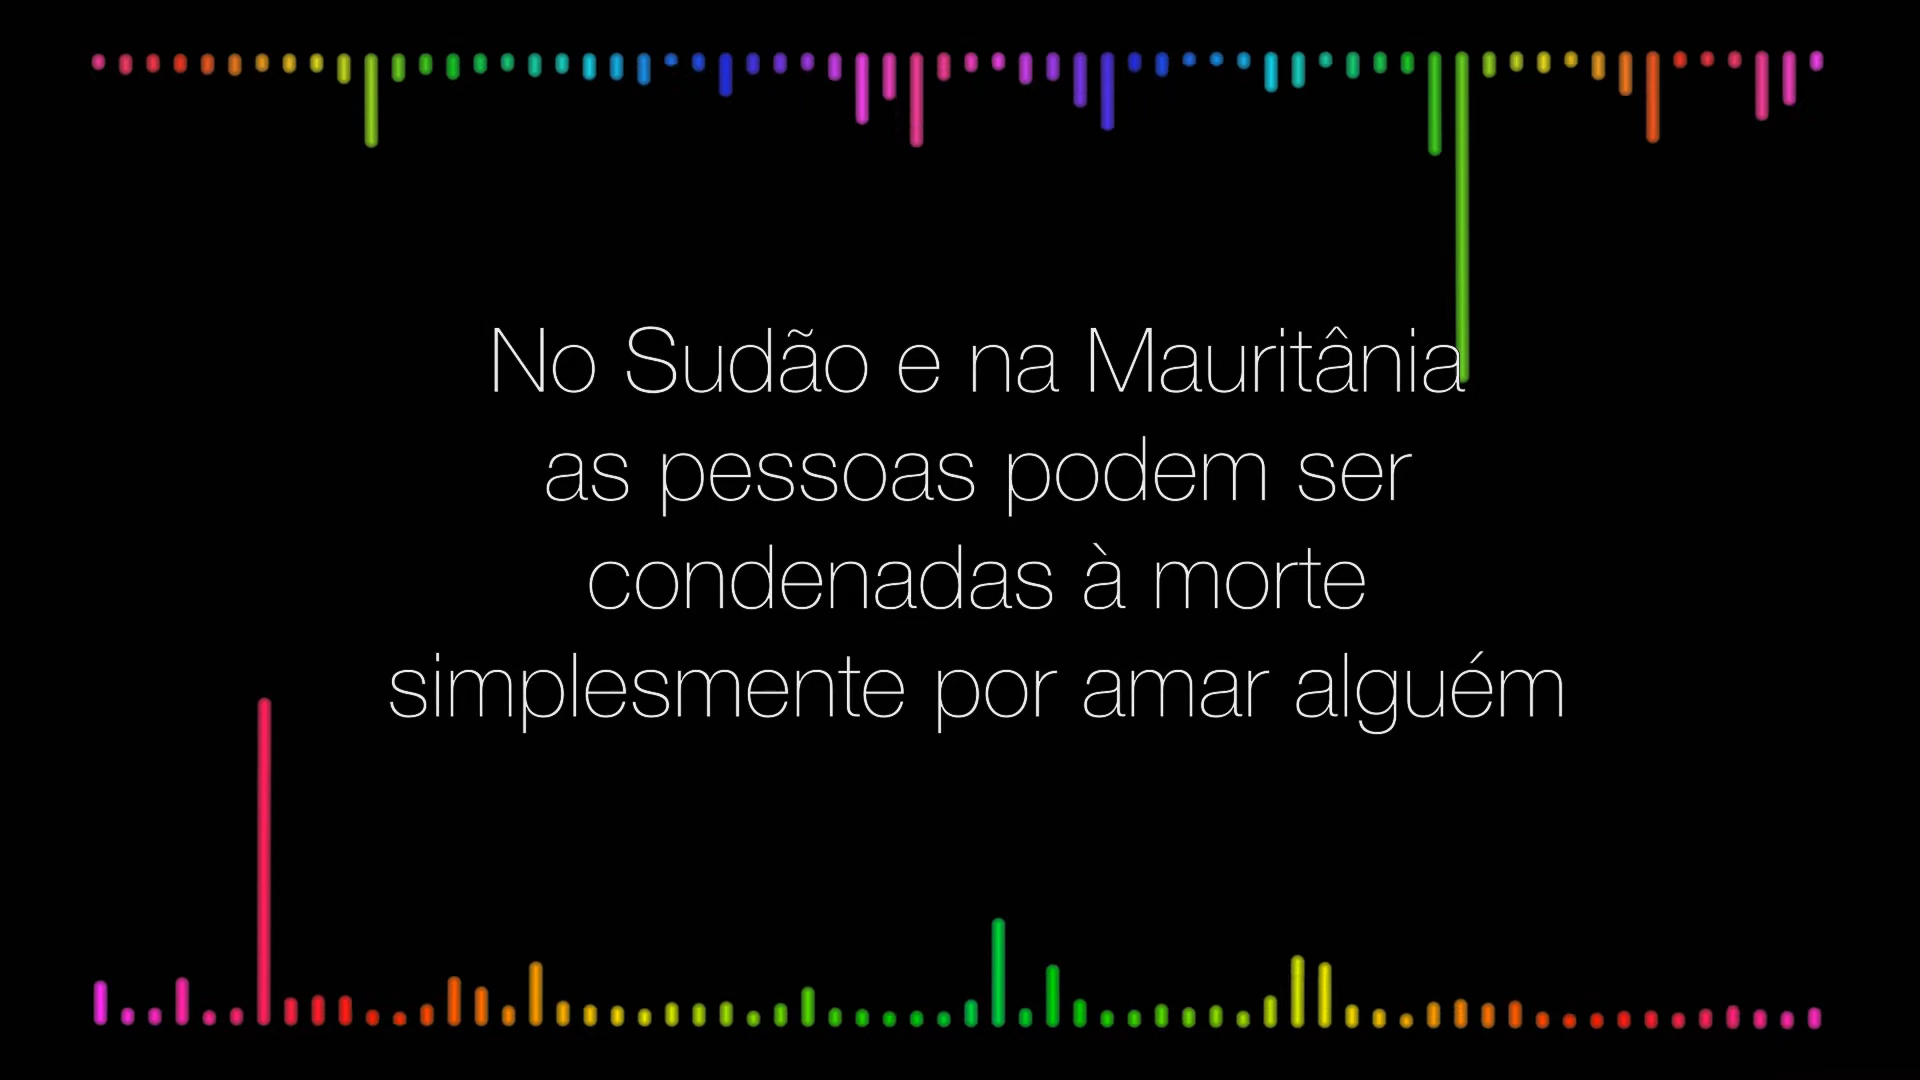 No Sudão e na Mauritânia
as pessoas podem ser
condenadas à morte
simplesmente por amar alguém